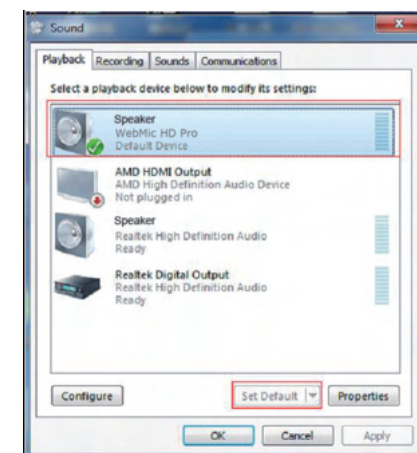 Sound
Playback Recording Sounds Communications
Select a playback device below to modify its settings:
Speaker
WebMic HD Pro
Default Device
AMD HDMI Output
AMD High Definition Audio Device
Not plugged in
Speaker
Realtek High Definition Audio
Ready
Realtek Digital Output
Realtek High Definition Audio
Ready
Configure Set Default Properties
OK Cancel Apply